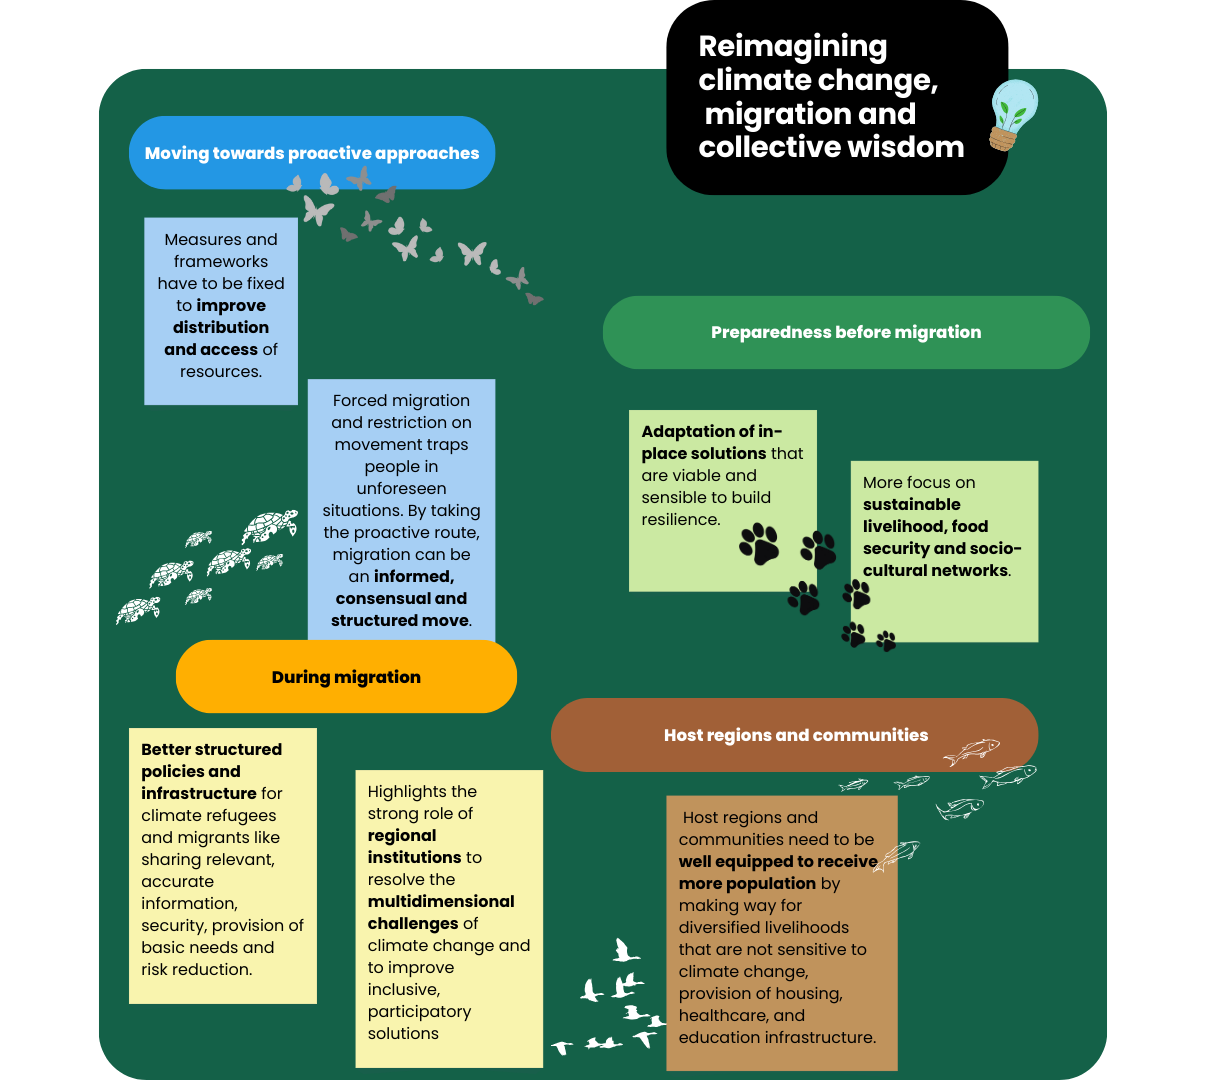 Reimagining
climate change,
migration and
collective wisdom
Moving towards proactive approaches
Measures and
frameworks
have to be fixed
to improve
distribution
and access of
resources.
Forced migration
and restriction on
movement traps
people in
unforeseen
situations. By taking
the proactive route,
migration can be
an informed,
consensual and
structured move.
Preparedness before migration
Adaptation of in-
place solutions that
are viable and
sensible to build
resilience.
More focus on
sustainable
livelihood, food
security and socio-
cultural networks.
During migration
Better structured
policies and
infrastructure for
climate refugees
and migrants like
sharing relevant,
accurate
information,
security, provision of
basic needs and
risk reduction.
Highlights the
strong role of
regional
institutions to
resolve the
multidimensional
challenges of
climate change and
to improve
inclusive,
participatory
solutions
Host regions and communities
Host regions and
communities need to be
well equipped to receive
more population by
making way for
diversified livelihoods
that are not sensitive to
climate change,
provision of housing,
healthcare, and
education infrastructure.